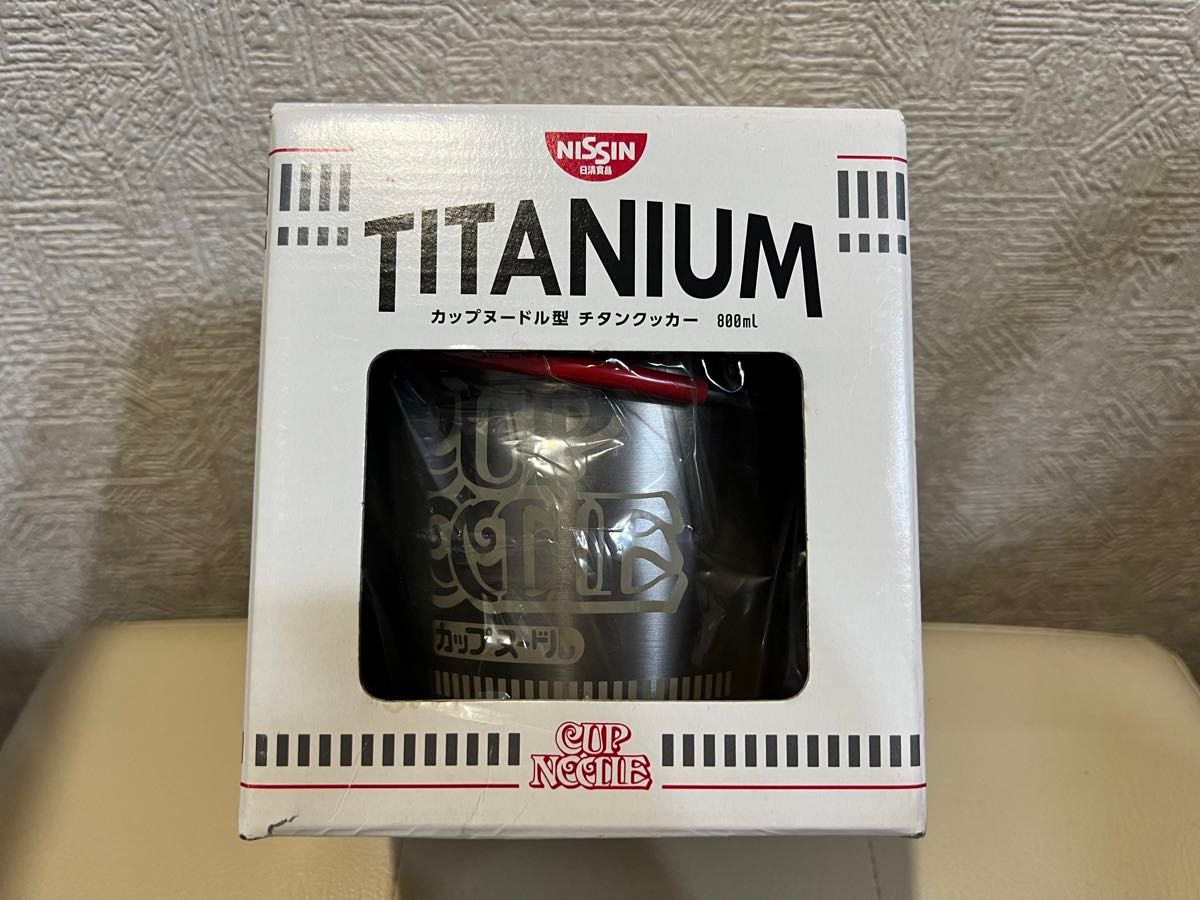 NISSIN
日清食品
TITANIUM
カップヌードル型 チタンクッカー 800ml
CUP
NOODLE
カップヌードル
CUP
NOODLE